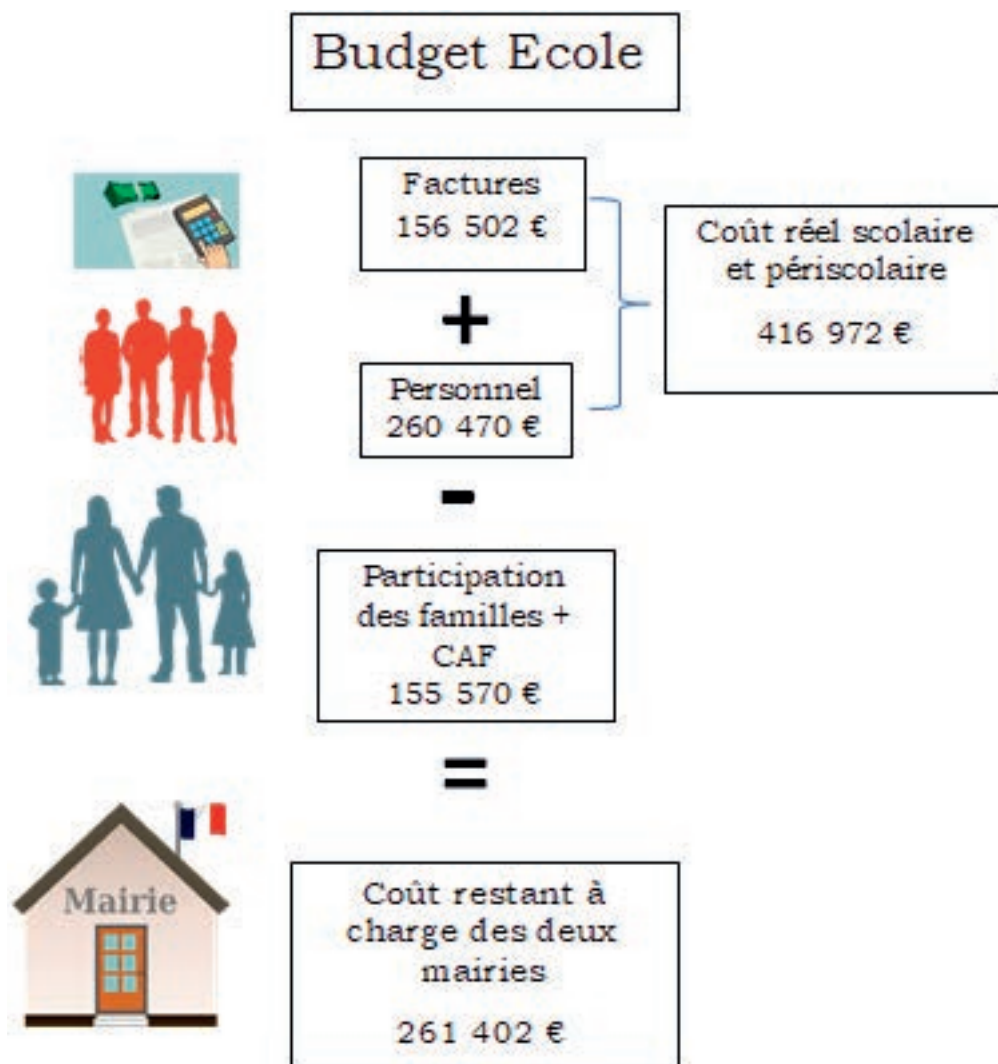 Budget Ecole
Factures
156 502 €
+
Personnel
260 470 €
Coût réel scolaire
et périscolaire
416 972 €
-
Participation
des familles +
CAF
155 570 €
=
Mairie
Coût restant à
charge des deux
mairies
261 402 €